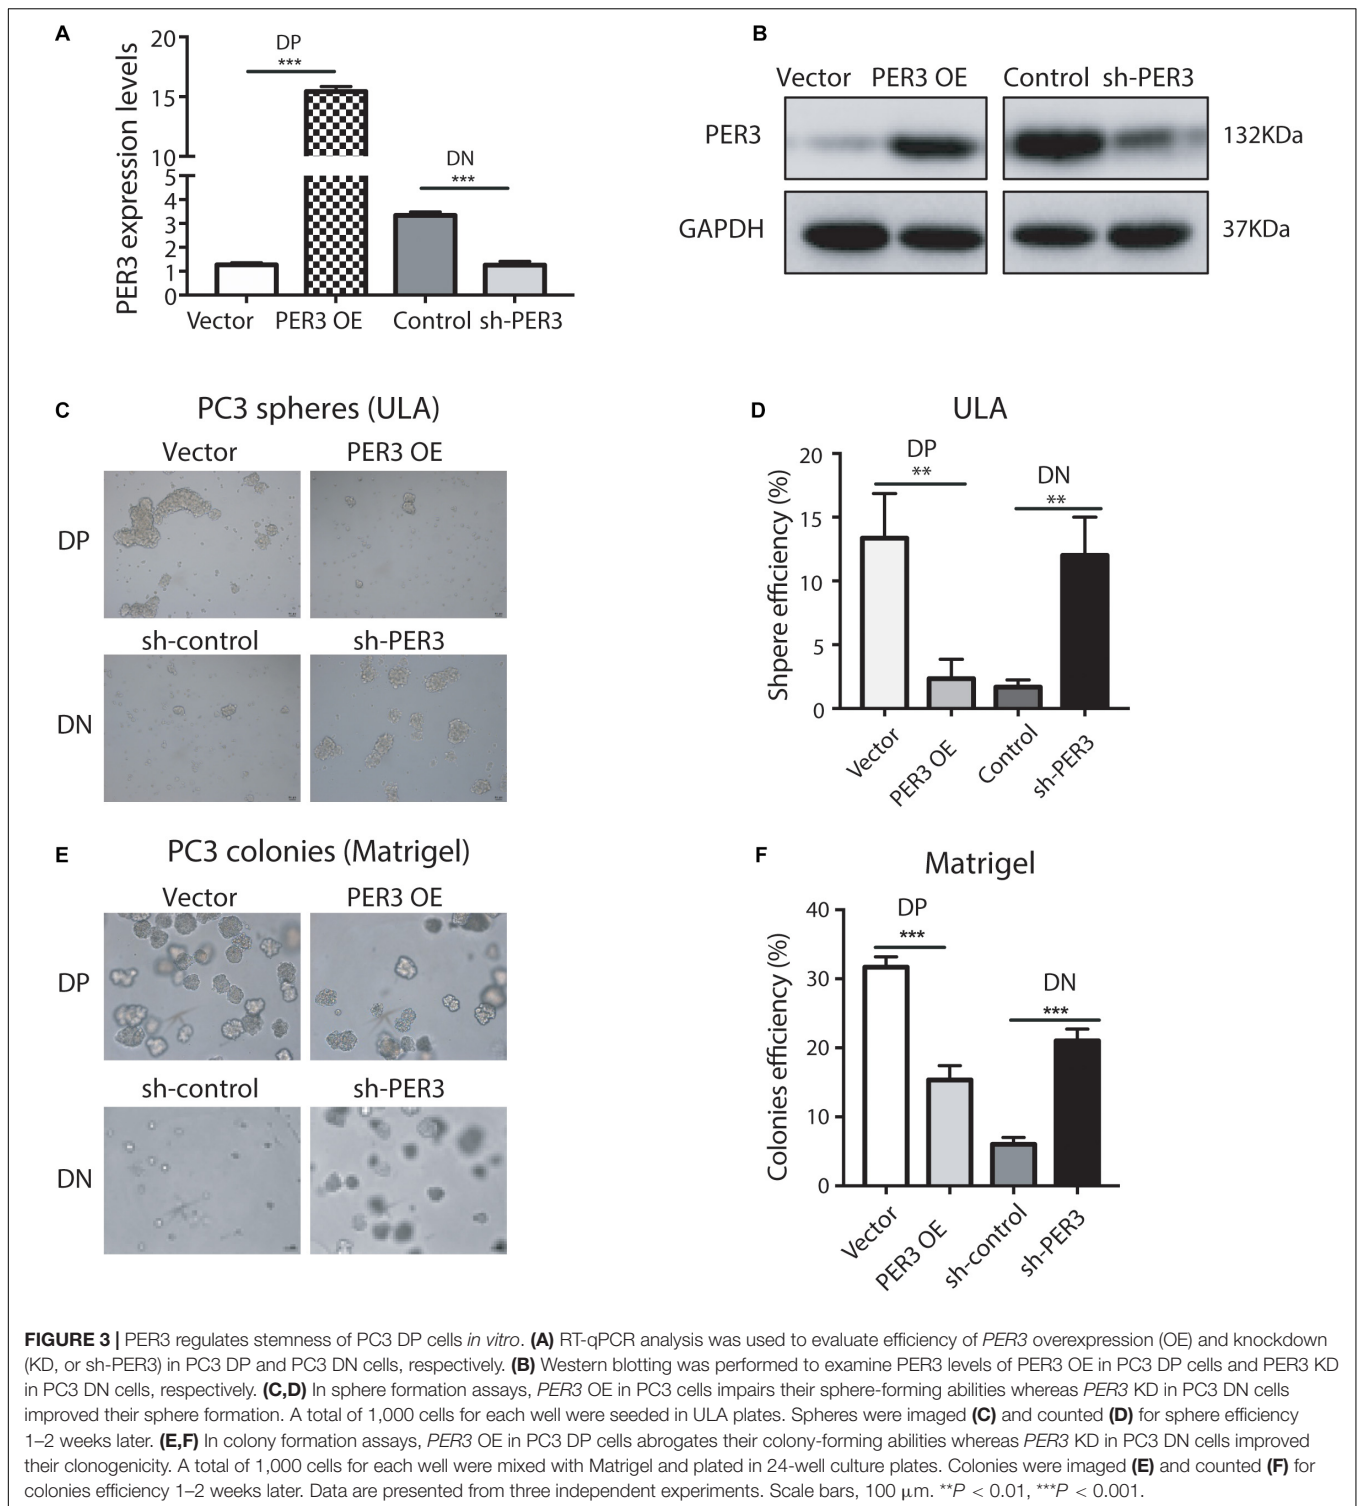 A
PER3 expression levels
20
15
10
5
4
3
2
1
0
DP
***
DN
***
Vector PER3 OE Control sh-PER3
B
Vector PER3 OE Control sh-PER3
PER3 132KDa
GAPDH 37KDa
C
PC3 spheres (ULA)
Vector PER3 OE
DP
sh-control sh-PER3
DN
D
ULA
Shpere efficiency (%)
20
15
10
5
0
DP
**
DN
**
Vector PER3 OE Control sh-PER3
E
PC3 colonies (Matrigel)
Vector PER3 OE
DP
sh-control sh-PER3
DN
F
Matrigel
Colonies efficiency (%)
40
30
20
10
0
DP
***
DN
***
Vector PER3 OE sh-control sh-PER3
FIGURE 3 | PER3 regulates stemness of PC3 DP cells in vitro. (A) RT-qPCR analysis was used to evaluate efficiency of PER3 overexpression (OE) and knockdown
(KD, or sh-PER3) in PC3 DP and PC3 DN cells, respectively. (B) Western blotting was performed to examine PER3 levels of PER3 OE in PC3 DP cells and PER3 KD
in PC3 DN cells, respectively. (C,D) In sphere formation assays, PER3 OE in PC3 cells impairs their sphere-forming abilities whereas PER3 KD in PC3 DN cells
improved their sphere formation. A total of 1,000 cells for each well were seeded in ULA plates. Spheres were imaged (C) and counted (D) for sphere efficiency
1–2 weeks later. (E,F) In colony formation assays, PER3 OE in PC3 DP cells abrogates their colony-forming abilities whereas PER3 KD in PC3 DN cells improved
their clonogenicity. A total of 1,000 cells for each well were mixed with Matrigel and plated in 24-well culture plates. Colonies were imaged (E) and counted (F) for
colonies efficiency 1–2 weeks later. Data are presented from three independent experiments. Scale bars, 100 μm. **P < 0.01, ***P < 0.001.